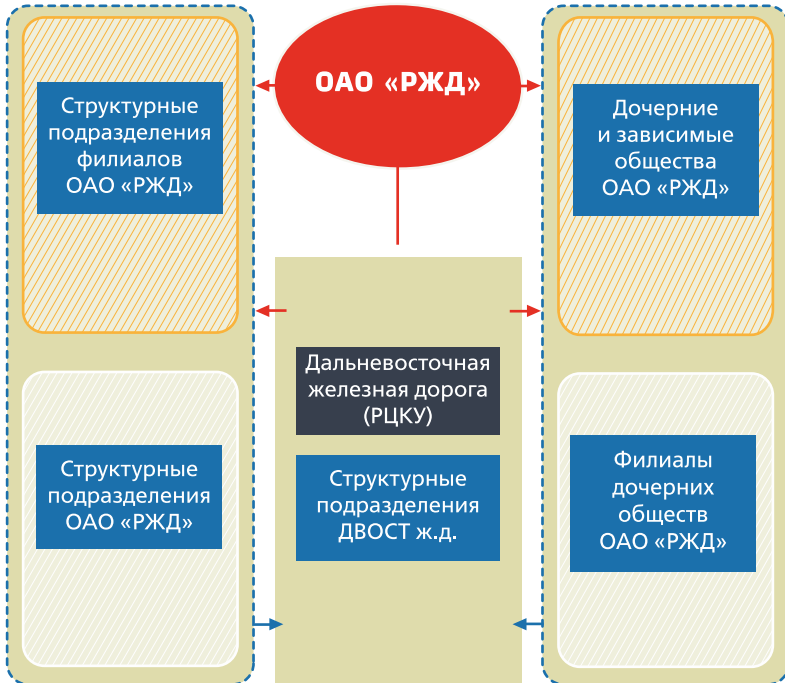 ОАО «РЖД»
Структурные
подразделения
филиалов
ОАО «РЖД»
Дочерние
и зависимые
общества
ОАО «РЖД»
Дальневосточная
железная дорога
(РЦКУ)
Структурные
подразделения
ОАО «РЖД»
Структурные
подразделения
ДВОСТ ж.д.
Филиалы
дочерних
обществ
ОАО «РЖД»